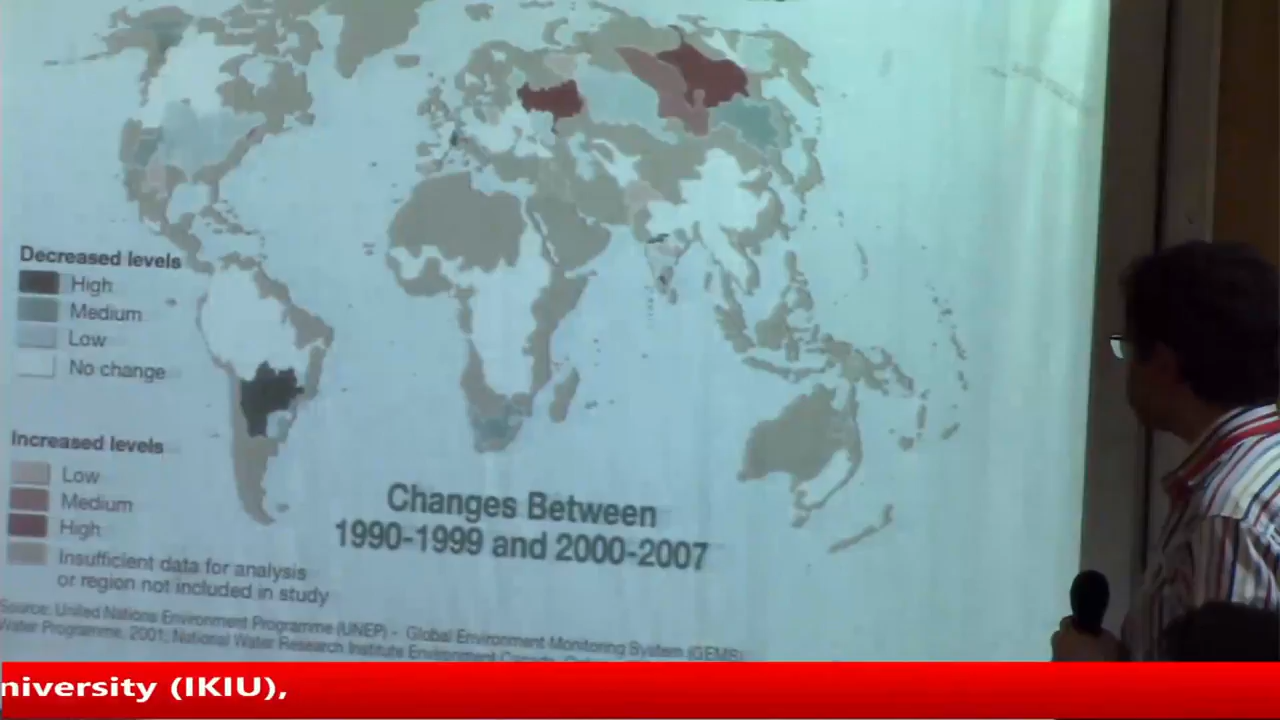 Decreased levels
High
Medium
Low
No change
Increased levels
Low
Medium
High
Insufficient data for analysis
or region not included in study
Changes Between
1990-1999 and 2000-2007
Source: United Nations Environment Programme (UNEP) - Global Environment Monitoring System (GEMS)
Water Programme, 2001; National Water Research Institute Environment Canada,
niversity (IKIU),